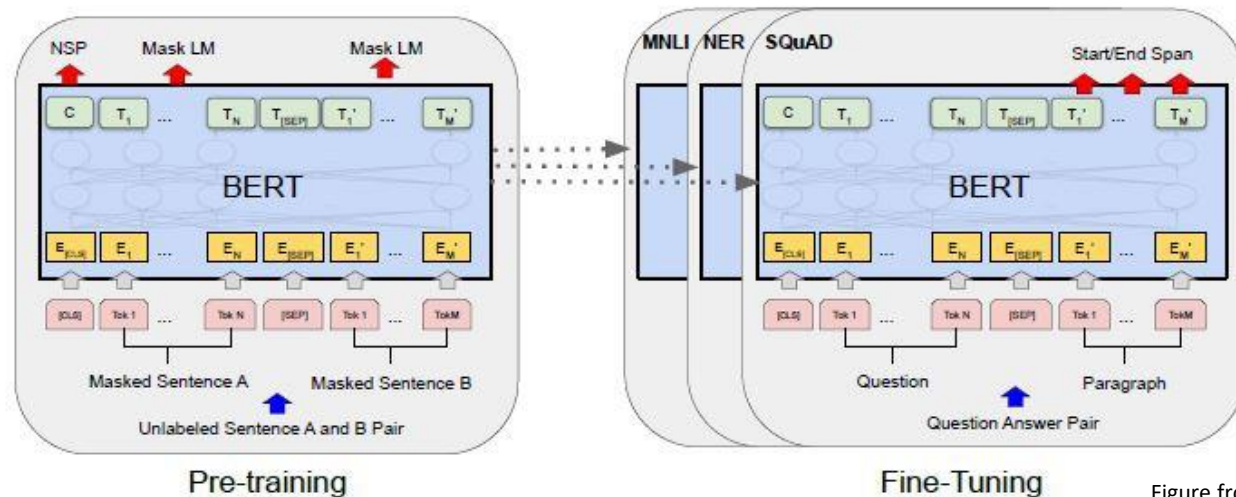 NSP Mask LM Mask LM
C T1 ... TN T[SEP] T1' ... TM'
BERT
E[CLS] E1 ... EN E[SEP] E1' ... EM'
[CLS] Tok 1 ... Tok N [SEP] Tok 1 ... TokM
Masked Sentence A Masked Sentence B
Unlabeled Sentence A and B Pair
Pre-training
MNLI NER SQuAD
Start/End Span
C T1 ... TN T[SEP] T1' ... TM'
BERT
E[CLS] E1 ... EN E[SEP] E1' ... EM'
[CLS] Tok 1 ... Tok N [SEP] Tok 1 ... TokM
Question Paragraph
Question Answer Pair
Fine-Tuning
Figure fro